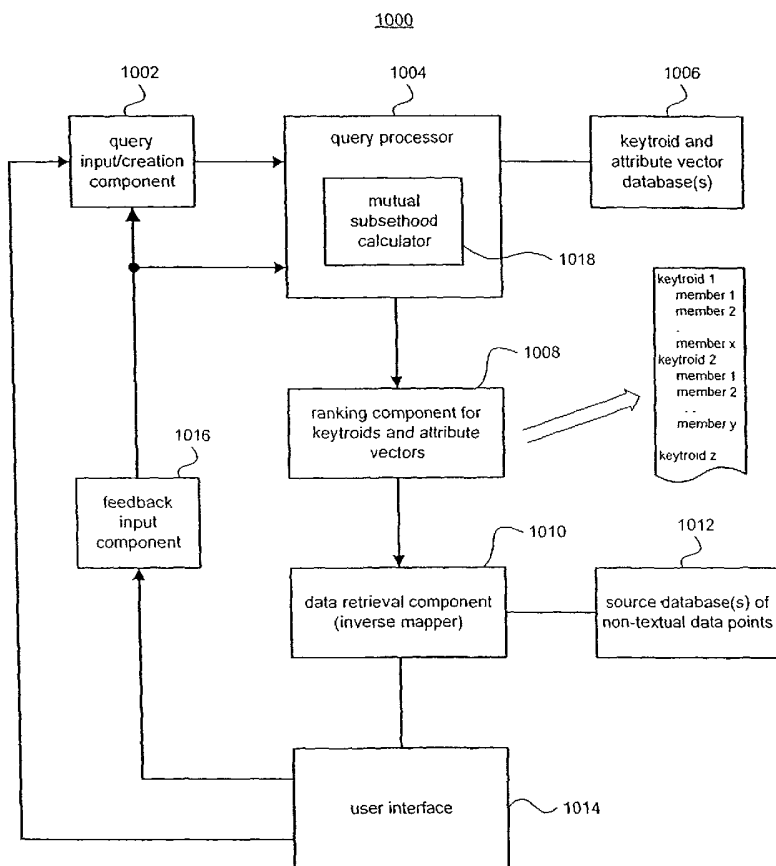 1000
1002
1004
1006
query
input/creation
component
query processor
mutual
subsethood
calculator
1018
keytroid and
attribute vector
database(s)
keytroid 1
member 1
member 2
.
member x
keytroid 2
member 1
member 2
. .
member y
keytroid z
1008
ranking component for
keytroids and attribute
vectors
1016
feedback
input
component
1010
data retrieval component
(inverse mapper)
1012
source database(s) of
non-textual data points
user interface
1014